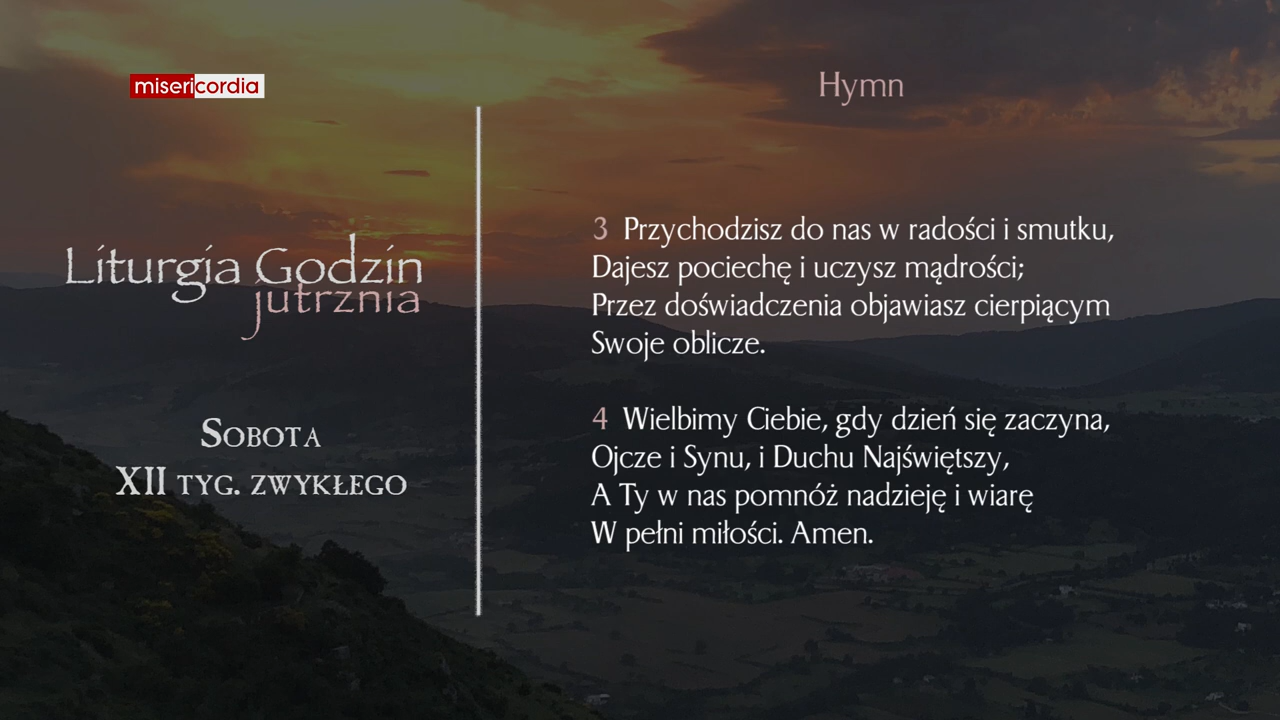 misericordia
Liturgia Godzin
jutrznia
Sobota
XII tyg. zwykłego
Hymn
3 Przychodzisz do nas w radości i smutku,
Dajesz pociechę i uczysz mądrości;
Przez doświadczenia objawiasz cierpiącym
Swoje oblicze.
4 Wielbimy Ciebie, gdy dzień się zaczyna,
Ojcze i Synu, i Duchu Najświętszy,
A Ty w nas pomnóż nadzieję i wiarę
W pełni miłości. Amen.